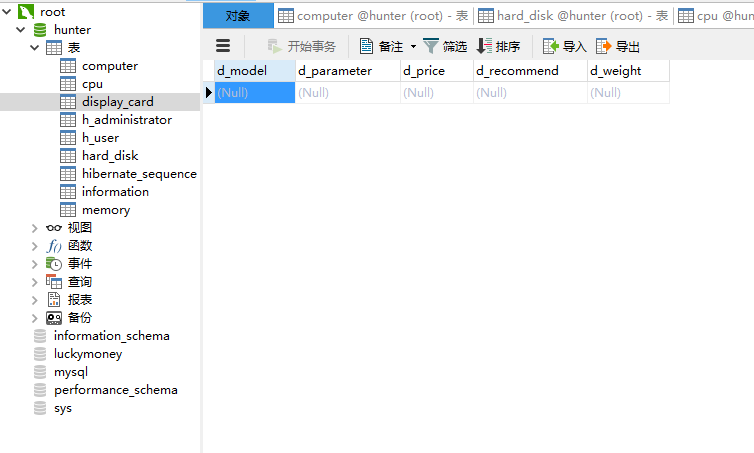 root
hunter
表
computer
cpu
display_card
h_administrator
h_user
hard_disk
hibernate_sequence
information
memory
视图
函数
事件
查询
报表
备份
information_schema
luckymoney
mysql
performance_schema
sys
对象 computer @hunter (root) - 表 hard_disk @hunter (root) - 表 cpu @hun
开始事务 备注 筛选 排序 导入 导出
d_model d_parameter d_price d_recommend d_weight
(Null) (Null) (Null) (Null) (Null)